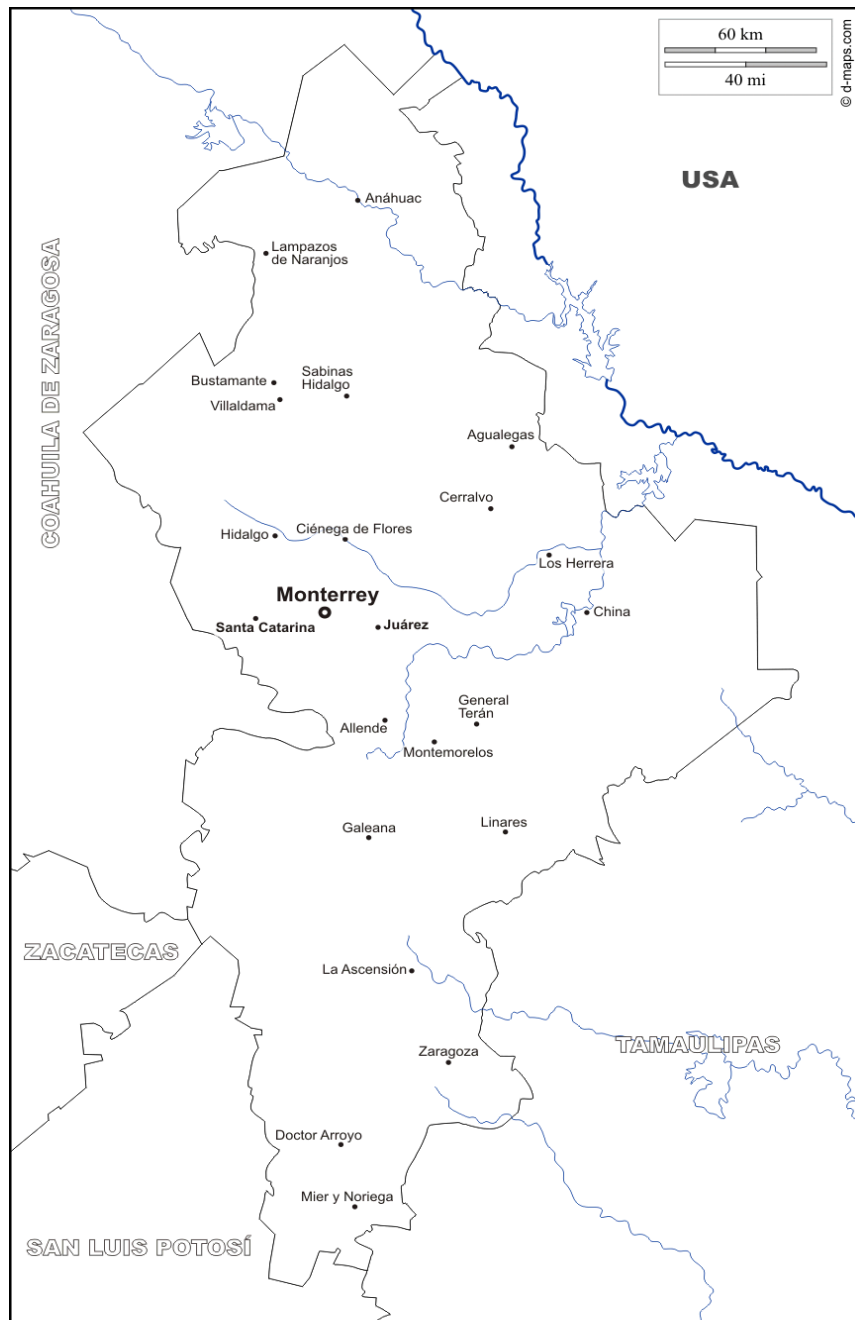 60 km
40 mi
© d-maps.com
USA
Anáhuac
Lampazos
de Naranjos
COAHUILA DE ZARAGOSA
Sabinas
Hidalgo
Bustamante
Villaldama
Agualegas
Cerralvo
Hidalgo
Ciénega de Flores
Los Herrera
Monterrey
China
Santa Catarina
Juárez
General
Terán
Allende
Montemorelos
Galeana
Linares
ZACATECAS
La Ascensión
TAMAULIPAS
Zaragoza
Doctor Arroyo
Mier y Noriega
SAN LUIS POTOSÍ